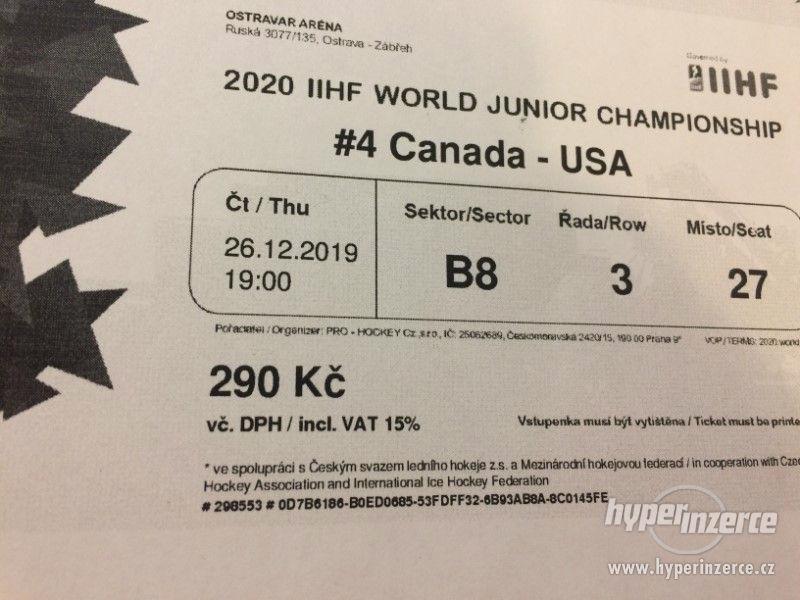 OSTRAVAR ARÉNA
Ruská 3077/135, Ostrava - Zábřeh
Governed by
IIHF
2020 IIHF WORLD JUNIOR CHAMPIONSHIP
#4 Canada - USA
Čt / Thu
26.12.2019
19:00
Sektor/Sector
B8
Řada/Row
3
Místo/Seat
27
Pořadatel / Organizer: PRO - HOCKEY Cz, s.r.o., IČ: 25062689, Českomoravská 2420/15, 190 00 Praha 9*
VOP / TERMS: 2020.world
290 Kč
vč. DPH / incl. VAT 15%
Vstupenka musí být vytištěna / Ticket must be printe
* ve spolupráci s Českým svazem ledního hokeje z.s. a Mezinárodní hokejovou federací / in cooperation with Czec
Hockey Association and International Ice Hockey Federation
# 298553 # 0D7B6186-B0ED0685-53FDFF32-6B93AB8A-8C0145FE
hyperinzerce
www.hyperinzerce.cz